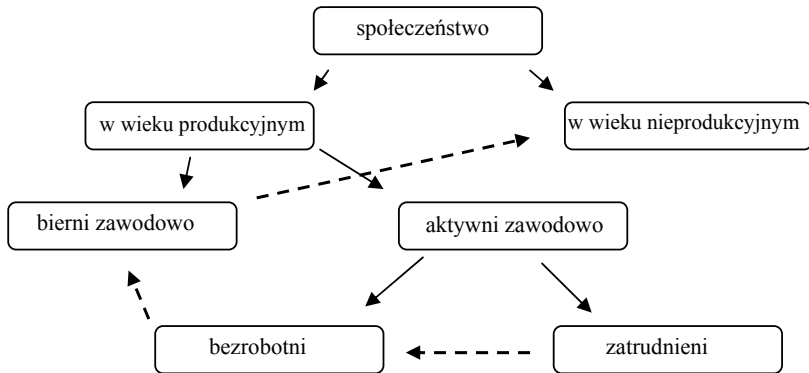 społeczeństwo
w wieku produkcyjnym
w wieku nieprodukcyjnym
bierni zawodowo
aktywni zawodowo
bezrobotni
zatrudnieni